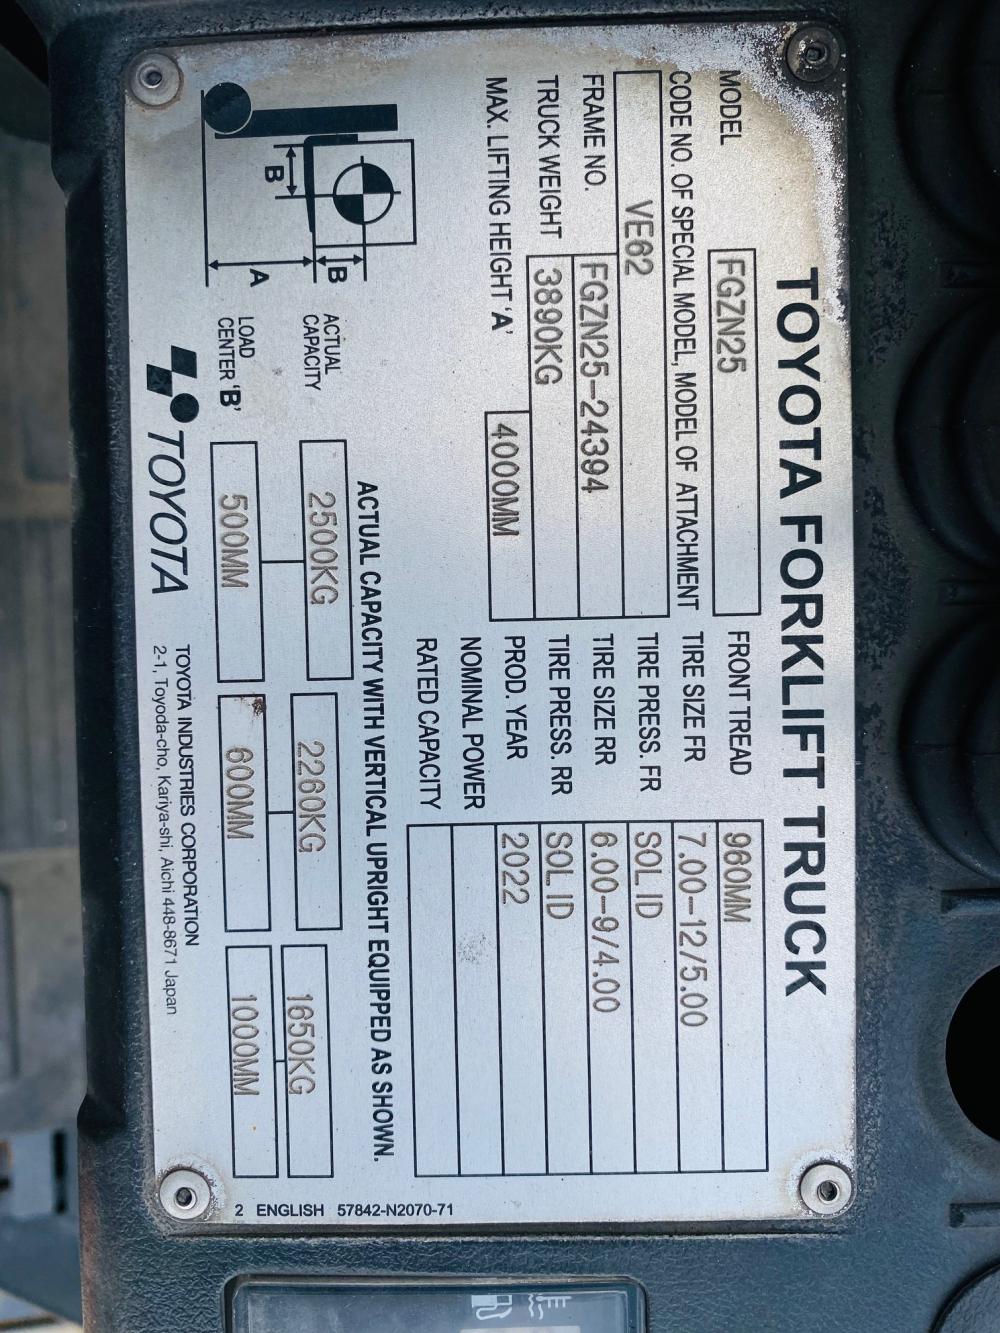 TOYOTA FORKLIFT TRUCK
MODEL FGZN25
CODE NO. OF SPECIAL MODEL, MODEL OF ATTACHMENT
VE62
FRAME NO. FGZN25-24394
TRUCK WEIGHT 3890KG
MAX. LIFTING HEIGHT 'A' 4000MM
FRONT TREAD 960MM
TIRE SIZE FR 7.00-12/5.00
TIRE PRESS. FR SOLID
TIRE SIZE RR 6.00-9/4.00
TIRE PRESS. RR SOLID
PROD. YEAR 2022
NOMINAL POWER
RATED CAPACITY
ACTUAL CAPACITY WITH VERTICAL UPRIGHT EQUIPPED AS SHOWN.
B
B
A
ACTUAL CAPACITY 2500KG 2260KG 1650KG
LOAD CENTER 'B' 500MM 600MM 1000MM
TOYOTA
TOYOTA INDUSTRIES CORPORATION
2-1, Toyoda-cho, Kariya-shi, Aichi 448-8671 Japan
2 ENGLISH 57842-N2070-71